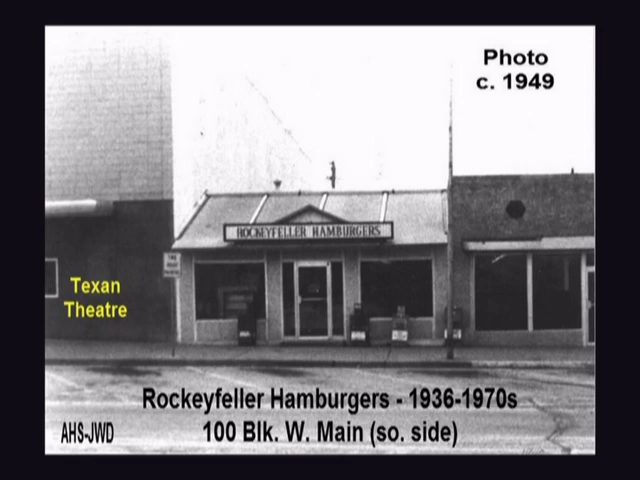 Photo
c. 1949
ROCKEYFELLER HAMBURGERS
Texan
Theatre
Rockeyfeller Hamburgers - 1936-1970s
AHS-JWD
100 Blk. W. Main (so. side)